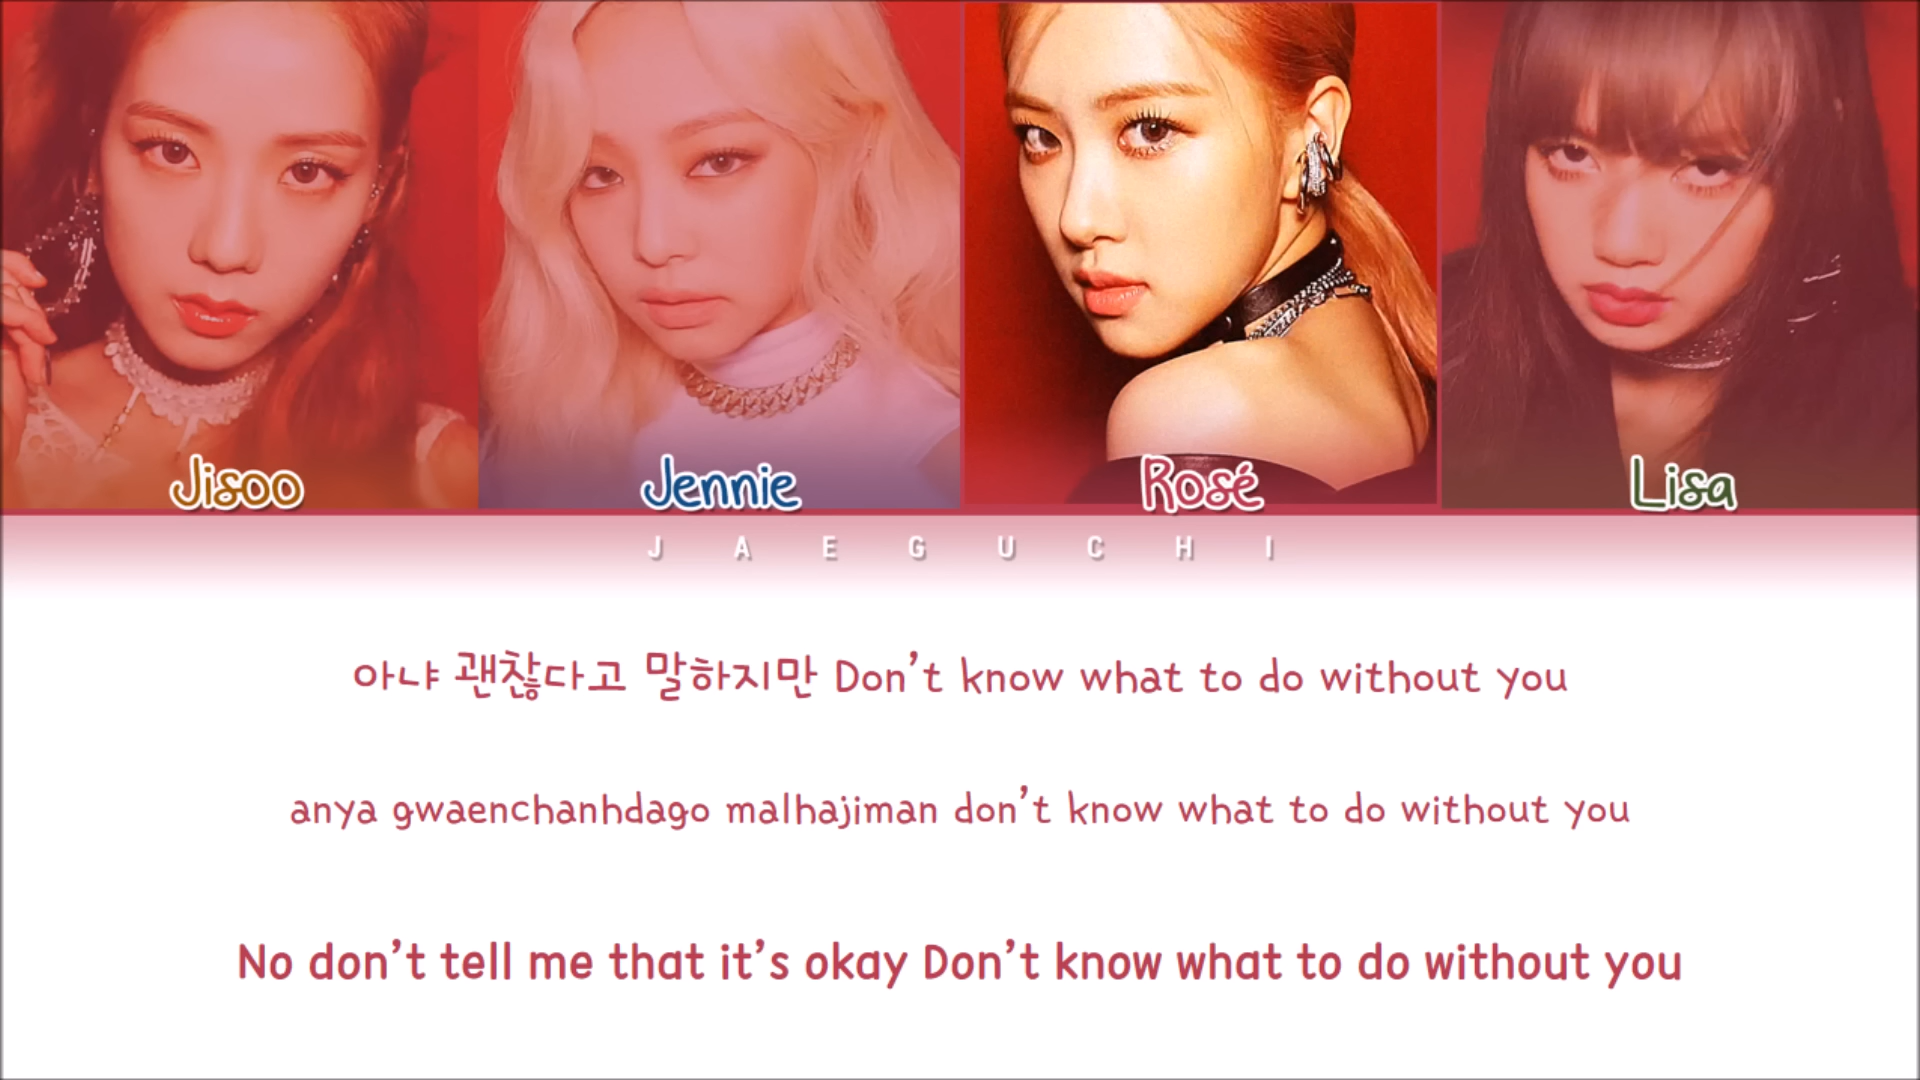 Jisoo
Jennie
Rosé
Lisa
JAEGUCHI
아냐 괜찮다고 말하지만 Don't know what to do without you
anya gwaenchanhdago malhajiman don't know what to do without you
No don't tell me that it's okay Don't know what to do without you